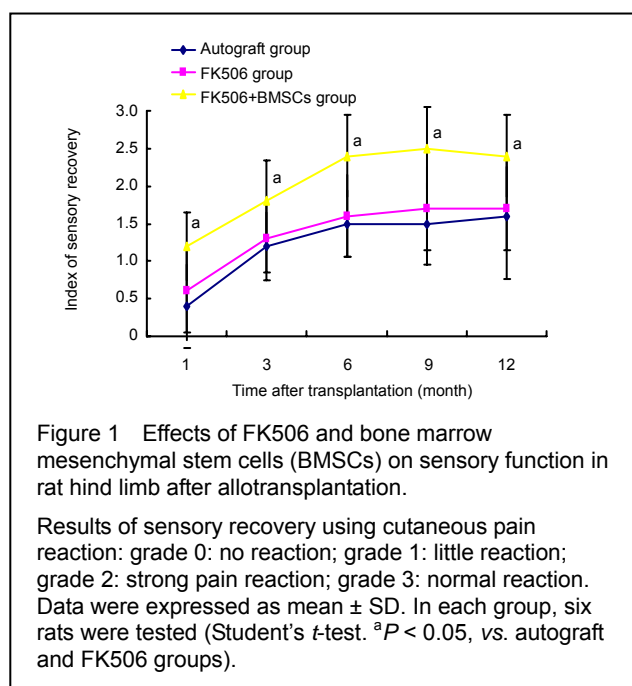 Autograft group
FK506 group
FK506+BMSCs group
3.0
2.5
2.0
1.5
1.0
0.5
0
Index of sensory recovery
a
a
a
a
a
1 3 6 9 12
Time after transplantation (month)
Figure 1 Effects of FK506 and bone marrow
mesenchymal stem cells (BMSCs) on sensory function in
rat hind limb after allotransplantation.
Results of sensory recovery using cutaneous pain
reaction: grade 0: no reaction; grade 1: little reaction;
grade 2: strong pain reaction; grade 3: normal reaction.
Data were expressed as mean ± SD. In each group, six
rats were tested (Student's t-test. ᵃP < 0.05, vs. autograft
and FK506 groups).